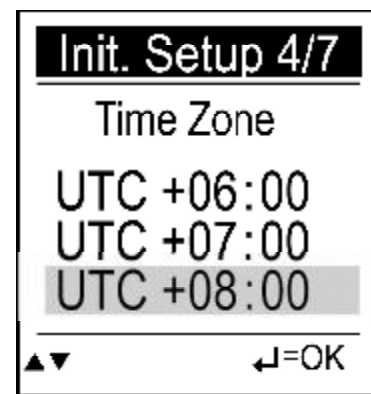 Init. Setup 4/7
Time Zone
UTC +06:00
UTC +07:00
UTC +08:00
▲▼ ↵=OK